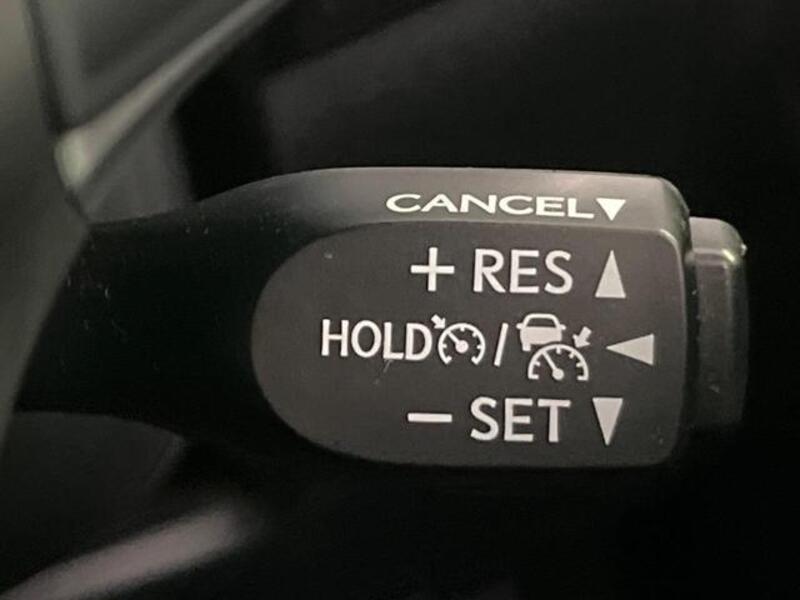 CANCEL▼
+ RES ▲
HOLD / ◀
− SET ▼